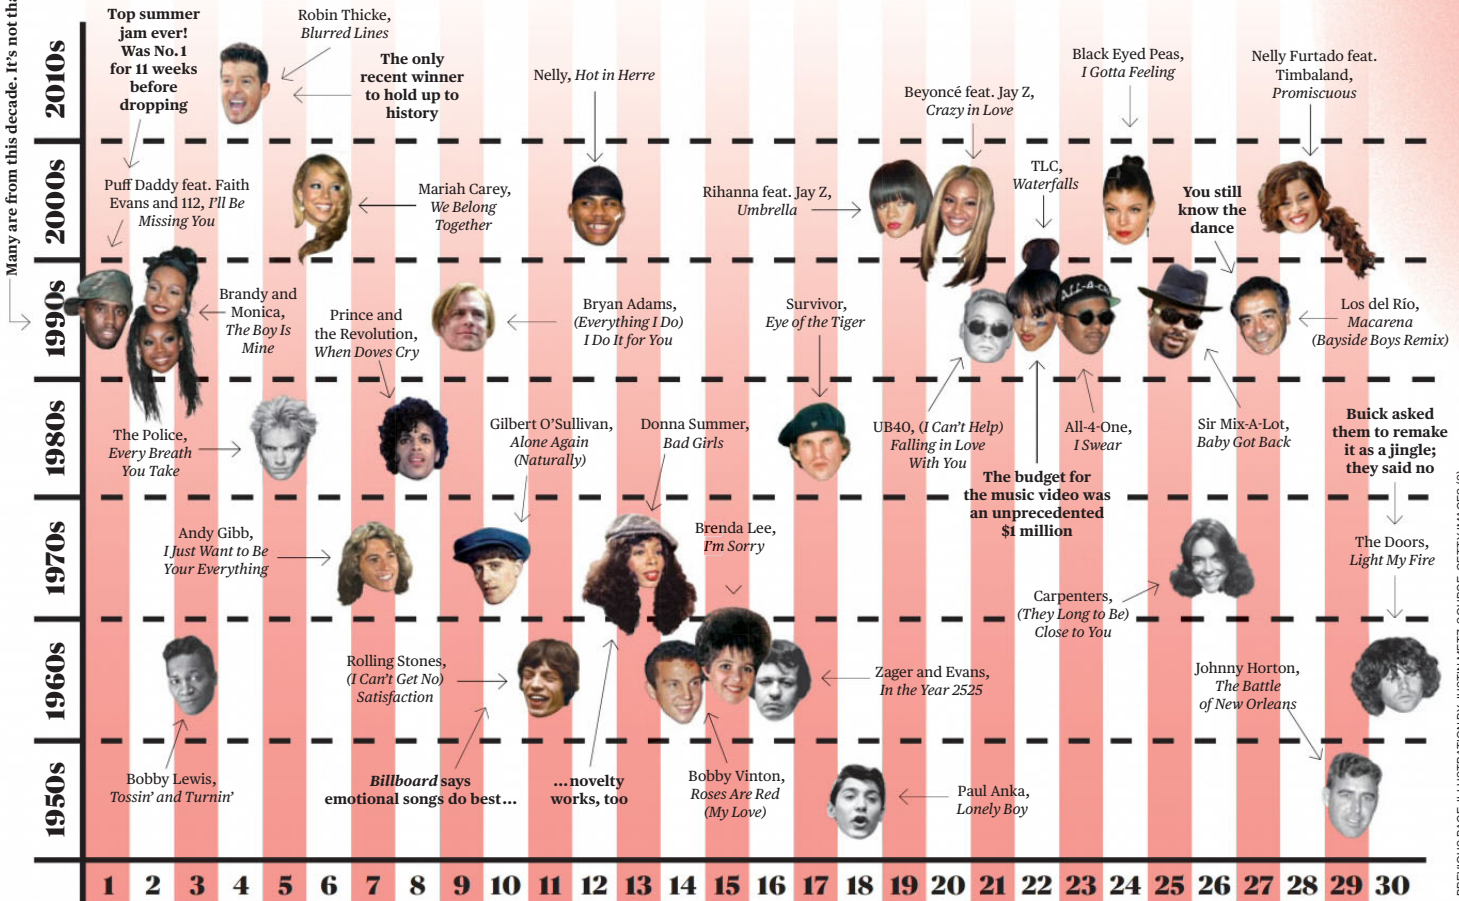 Many are from this decade. It's not tha
2010s
2000s
1990s
1980s
1970s
1960s
1950s
Top summer
jam ever!
Was No. 1
for 11 weeks
before
dropping
Robin Thicke,
Blurred Lines
The only
recent winner
to hold up to
history
Nelly, Hot in Herre
Beyoncé feat. Jay Z,
Crazy in Love
Black Eyed Peas,
I Gotta Feeling
Nelly Furtado feat.
Timbaland,
Promiscuous
Puff Daddy feat. Faith
Evans and 112, I'll Be
Missing You
Mariah Carey,
We Belong
Together
Rihanna feat. Jay Z,
Umbrella
TLC,
Waterfalls
You still
know the
dance
Brandy and
Monica,
The Boy Is
Mine
Prince and
the Revolution,
When Doves Cry
Bryan Adams,
(Everything I Do)
I Do It for You
Survivor,
Eye of the Tiger
ALL-4-O
Los del Río,
Macarena
(Bayside Boys Remix)
The Police,
Every Breath
You Take
Gilbert O'Sullivan,
Alone Again
(Naturally)
Donna Summer,
Bad Girls
UB40, (I Can't Help)
Falling in Love
With You
All-4-One,
I Swear
Sir Mix-A-Lot,
Baby Got Back
Buick asked
them to remake
it as a jingle;
they said no
The budget for
the music video was
an unprecedented
$1 million
Andy Gibb,
I Just Want to Be
Your Everything
Brenda Lee,
I'm Sorry
The Doors,
Light My Fire
Carpenters,
(They Long to Be)
Close to You
Rolling Stones,
(I Can't Get No)
Satisfaction
Zager and Evans,
In the Year 2525
Johnny Horton,
The Battle
of New Orleans
Bobby Lewis,
Tossin' and Turnin'
Billboard says
emotional songs do best...
...novelty
works, too
Bobby Vinton,
Roses Are Red
(My Love)
Paul Anka,
Lonely Boy
1 2 3 4 5 6 7 8 9 10 11 12 13 14 15 16 17 18 19 20 21 22 23 24 25 26 27 28 29 30